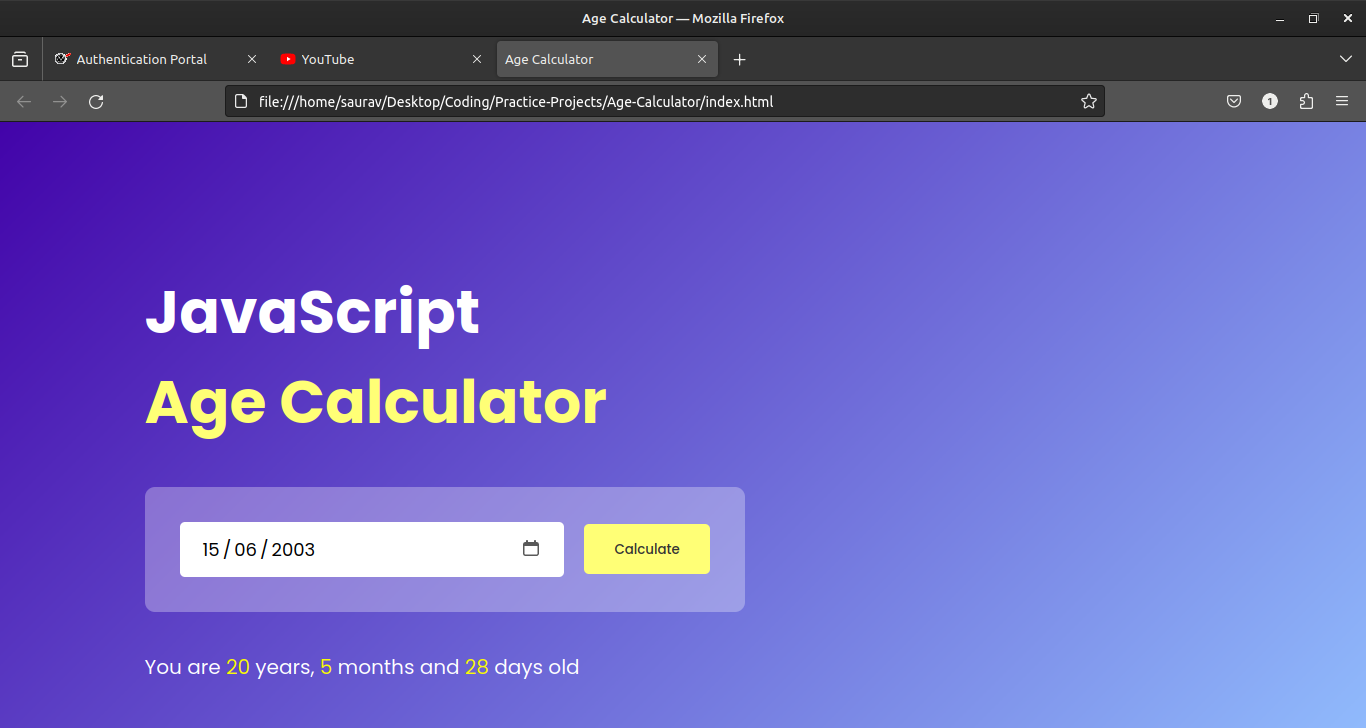 Age Calculator — Mozilla Firefox
Authentication Portal
YouTube
Age Calculator
file:///home/saurav/Desktop/Coding/Practice-Projects/Age-Calculator/index.html
1
JavaScript
Age Calculator
15 / 06 / 2003
Calculate
You are 20 years, 5 months and 28 days old